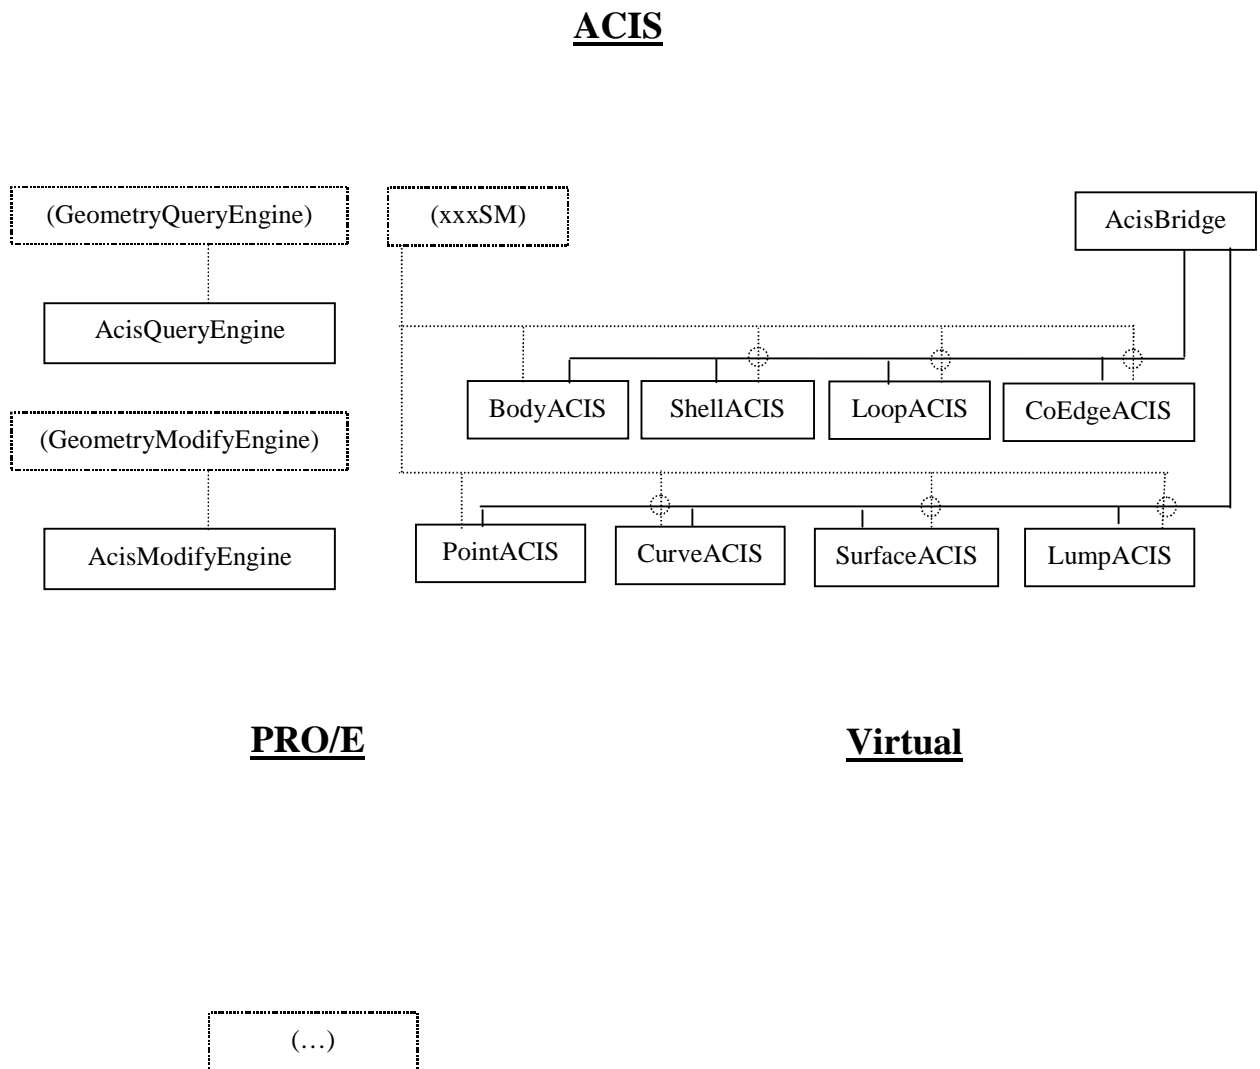 ACIS
(GeometryQueryEngine)
(xxxSM)
AcisBridge
AcisQueryEngine
BodyACIS
ShellACIS
LoopACIS
CoEdgeACIS
(GeometryModifyEngine)
AcisModifyEngine
PointACIS
CurveACIS
SurfaceACIS
LumpACIS
PRO/E
Virtual
(…)